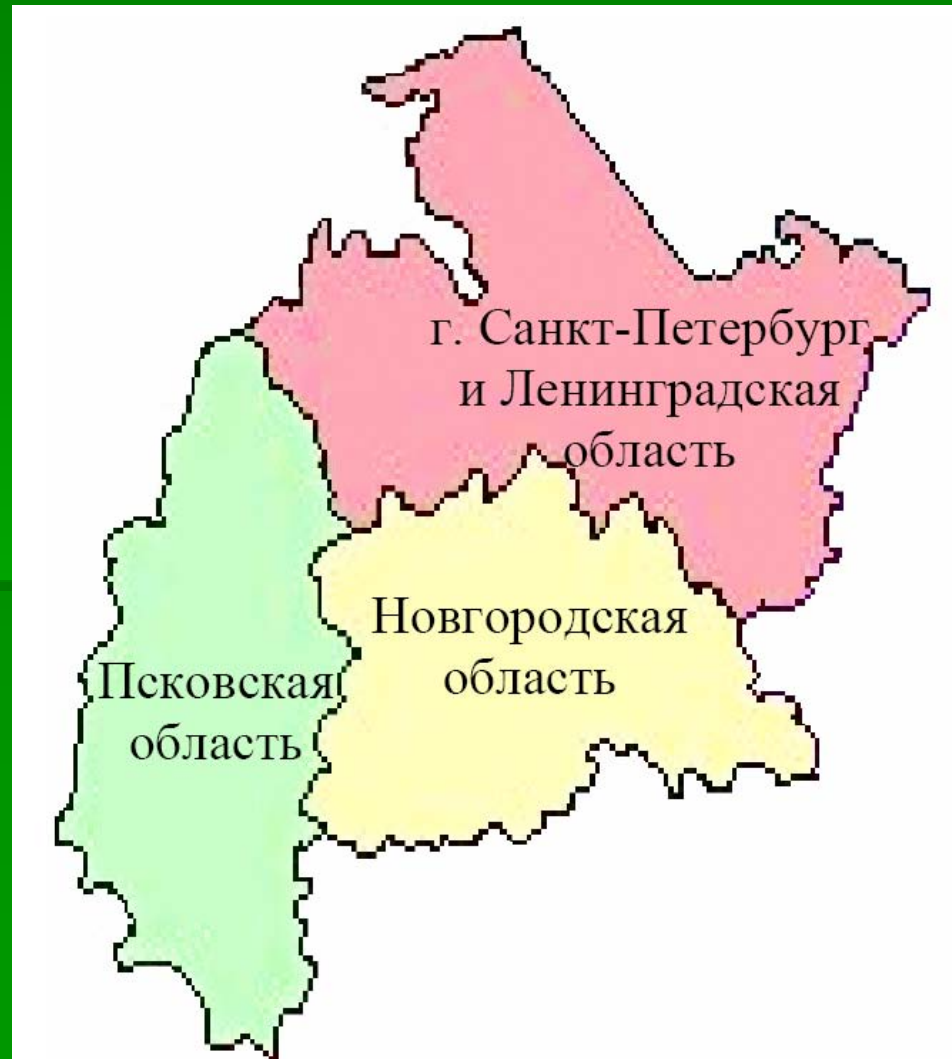 г. Санкт-Петербург
и Ленинградская
область
Новгородская
область
Псковская
область